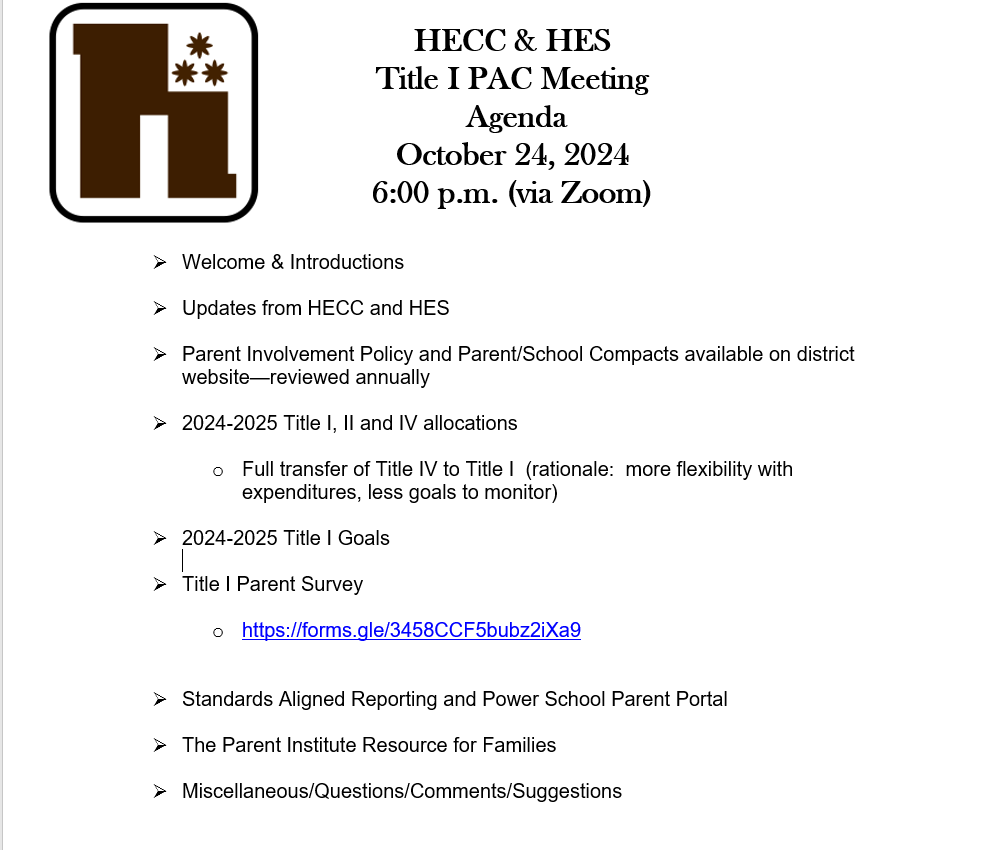 HECC & HES
Title I PAC Meeting
Agenda
October 24, 2024
6:00 p.m. (via Zoom)
h
➢ Welcome & Introductions
➢ Updates from HECC and HES
➢ Parent Involvement Policy and Parent/School Compacts available on district
website—reviewed annually
➢ 2024-2025 Title I, II and IV allocations
o Full transfer of Title IV to Title I  (rationale:  more flexibility with
expenditures, less goals to monitor)
➢ 2024-2025 Title I Goals
➢ Title I Parent Survey
o https://forms.gle/3458CCF5bubz2iXa9
➢ Standards Aligned Reporting and Power School Parent Portal
➢ The Parent Institute Resource for Families
➢ Miscellaneous/Questions/Comments/Suggestions